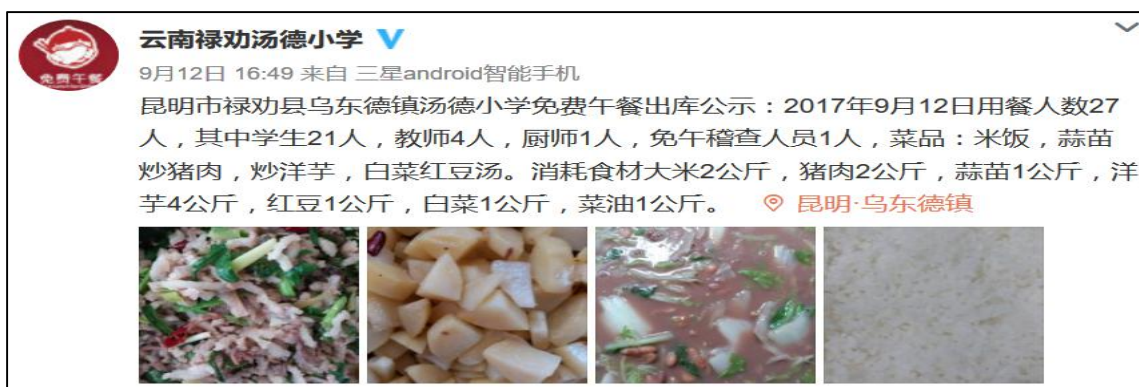 云南禄劝汤德小学
免费午餐
9月12日 16:49 来自 三星android智能手机
昆明市禄劝县乌东德镇汤德小学免费午餐出库公示：2017年9月12日用餐人数27
人，其中学生21人，教师4人，厨师1人，免午稽查人员1人，菜品：米饭，蒜苗
炒猪肉，炒洋芋，白菜红豆汤。消耗食材大米2公斤，猪肉2公斤，蒜苗1公斤，洋
芋4公斤，红豆1公斤，白菜1公斤，菜油1公斤。 昆明·乌东德镇